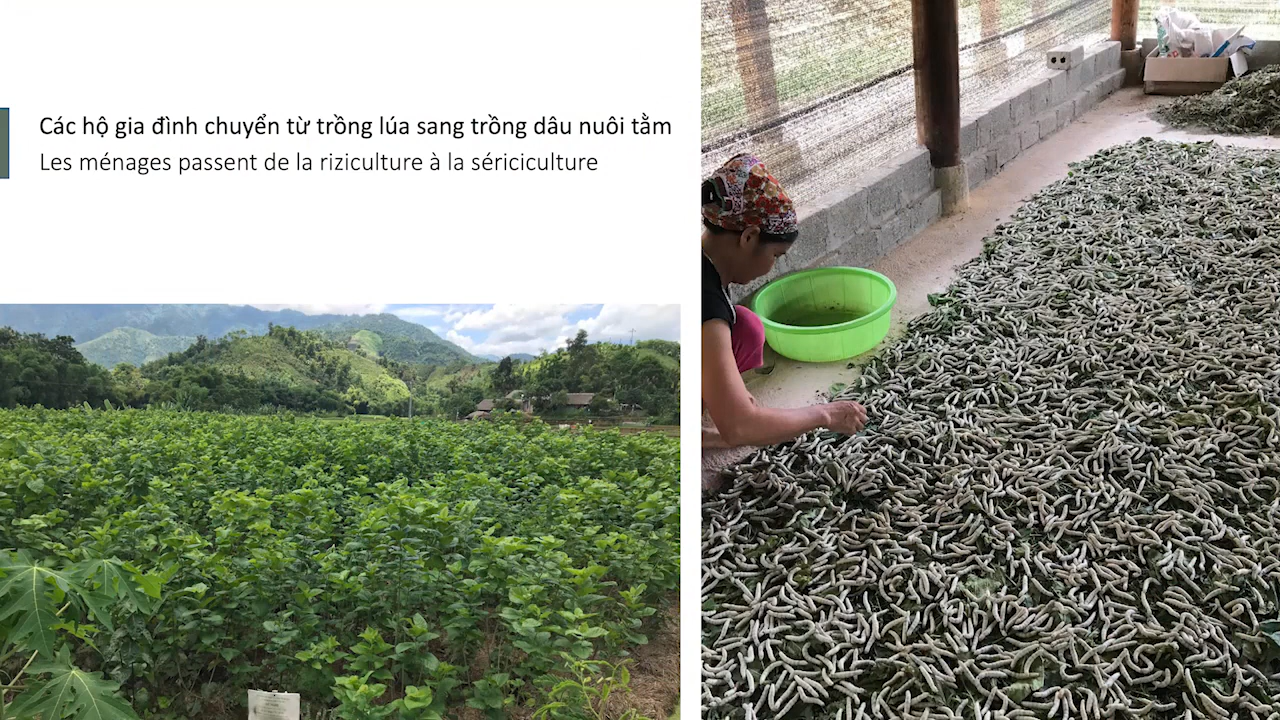 Các hộ gia đình chuyển từ trồng lúa sang trồng dâu nuôi tằm
Les ménages passent de la riziculture à la sériciculture